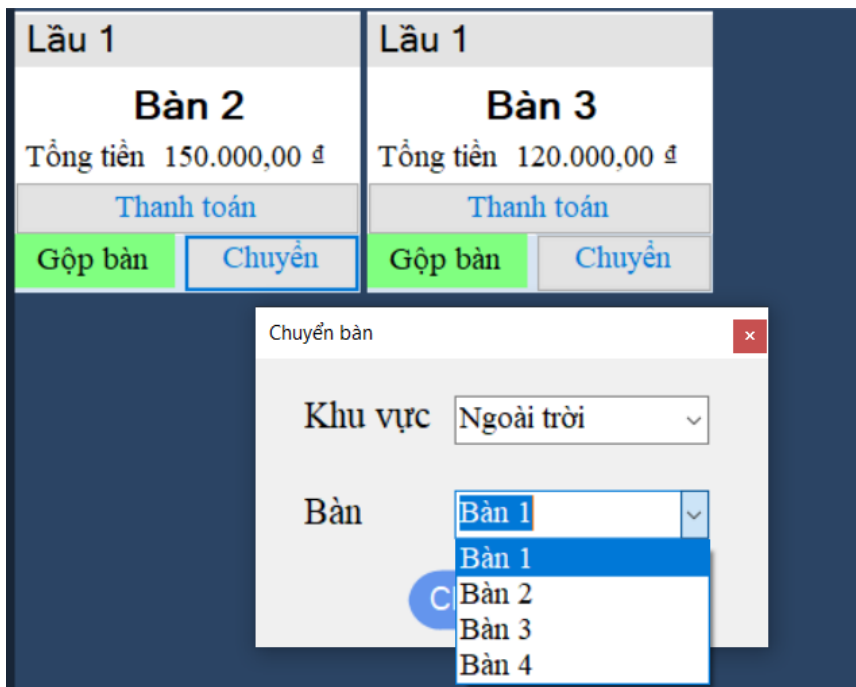 Lầu 1
Lầu 1
Bàn 2
Bàn 3
Tổng tiền 150.000,00 ₫
Tổng tiền 120.000,00 ₫
Thanh toán
Thanh toán
Gộp bàn
Chuyển
Gộp bàn
Chuyển
Chuyển bàn
Khu vực
Ngoài trời
Bàn
Bàn 1
Bàn 1
Bàn 2
Bàn 3
Bàn 4